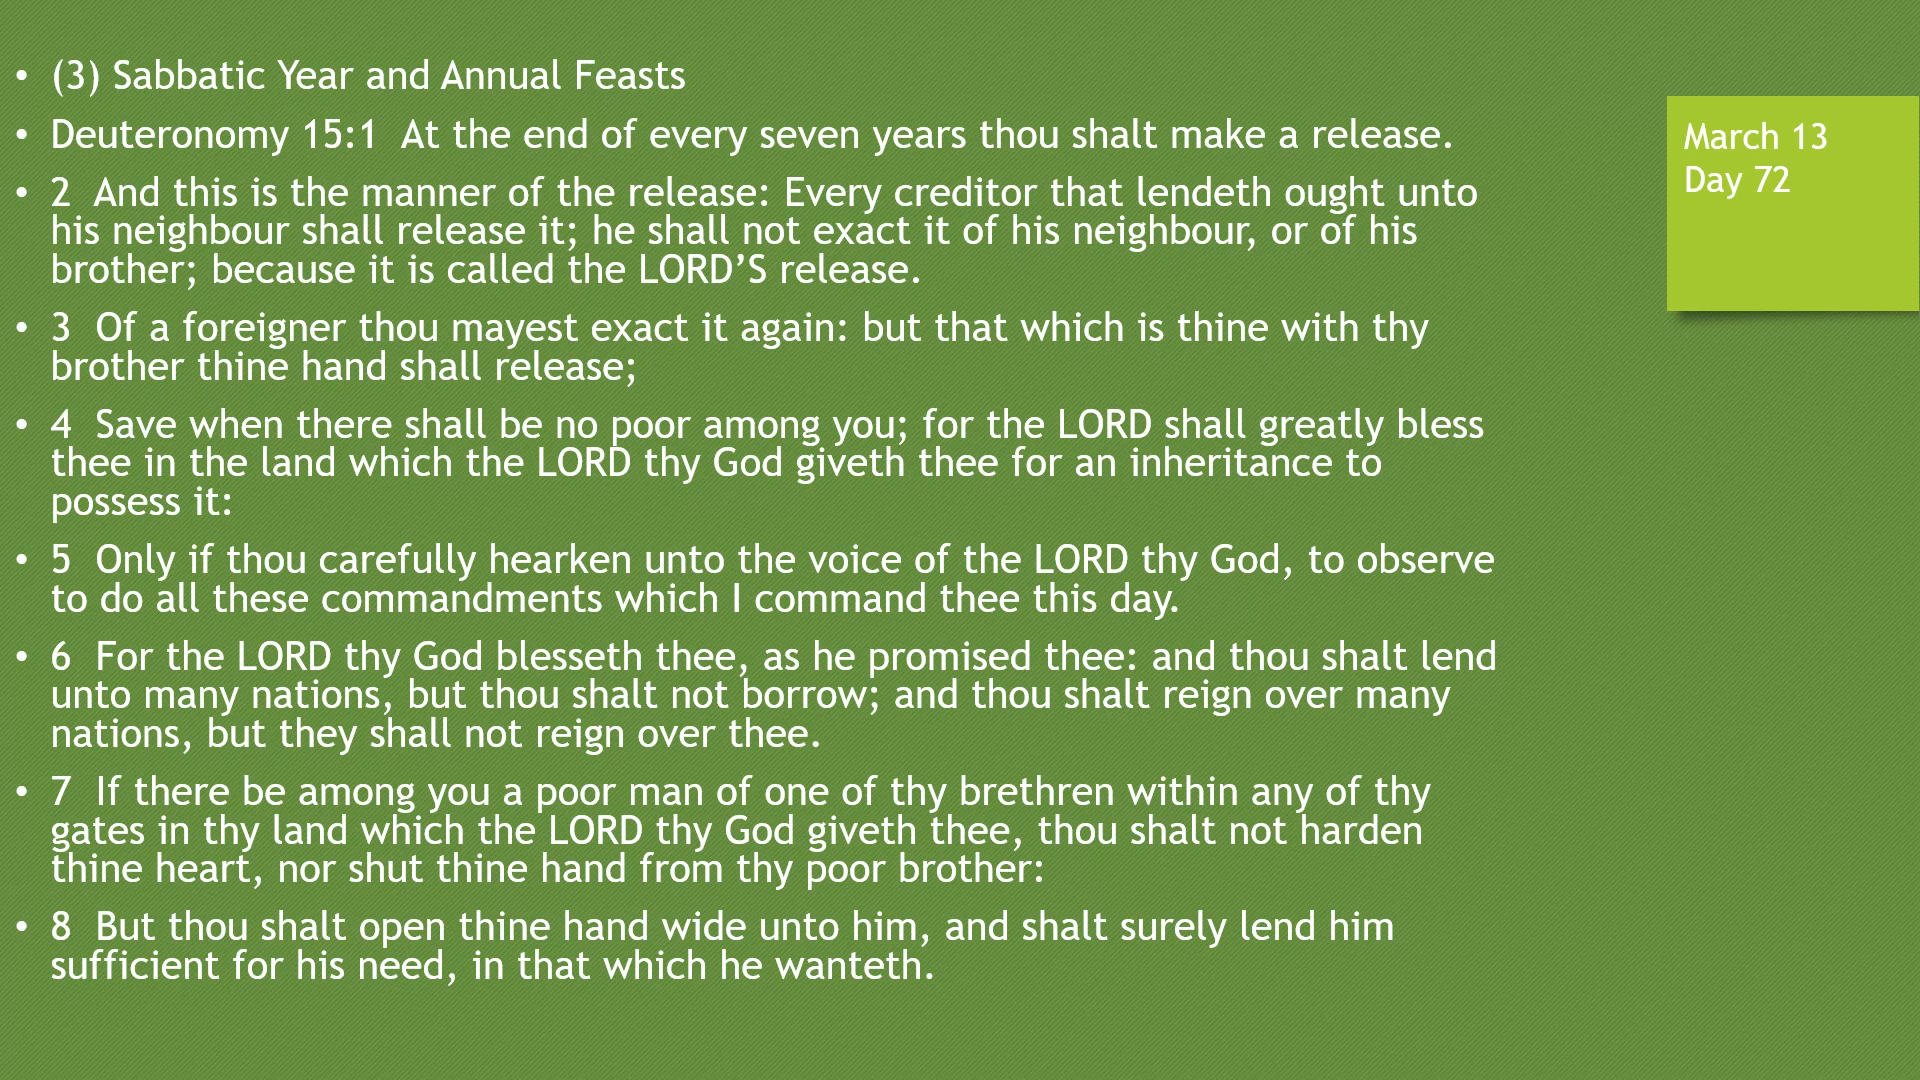 • (3) Sabbatic Year and Annual Feasts
• Deuteronomy 15:1  At the end of every seven years thou shalt make a release.
• 2  And this is the manner of the release: Every creditor that lendeth ought unto
his neighbour shall release it; he shall not exact it of his neighbour, or of his
brother; because it is called the LORD’S release.
• 3  Of a foreigner thou mayest exact it again: but that which is thine with thy
brother thine hand shall release;
• 4  Save when there shall be no poor among you; for the LORD shall greatly bless
thee in the land which the LORD thy God giveth thee for an inheritance to
possess it:
• 5  Only if thou carefully hearken unto the voice of the LORD thy God, to observe
to do all these commandments which I command thee this day.
• 6  For the LORD thy God blesseth thee, as he promised thee: and thou shalt lend
unto many nations, but thou shalt not borrow; and thou shalt reign over many
nations, but they shall not reign over thee.
• 7  If there be among you a poor man of one of thy brethren within any of thy
gates in thy land which the LORD thy God giveth thee, thou shalt not harden
thine heart, nor shut thine hand from thy poor brother:
• 8  But thou shalt open thine hand wide unto him, and shalt surely lend him
sufficient for his need, in that which he wanteth.
March 13
Day 72